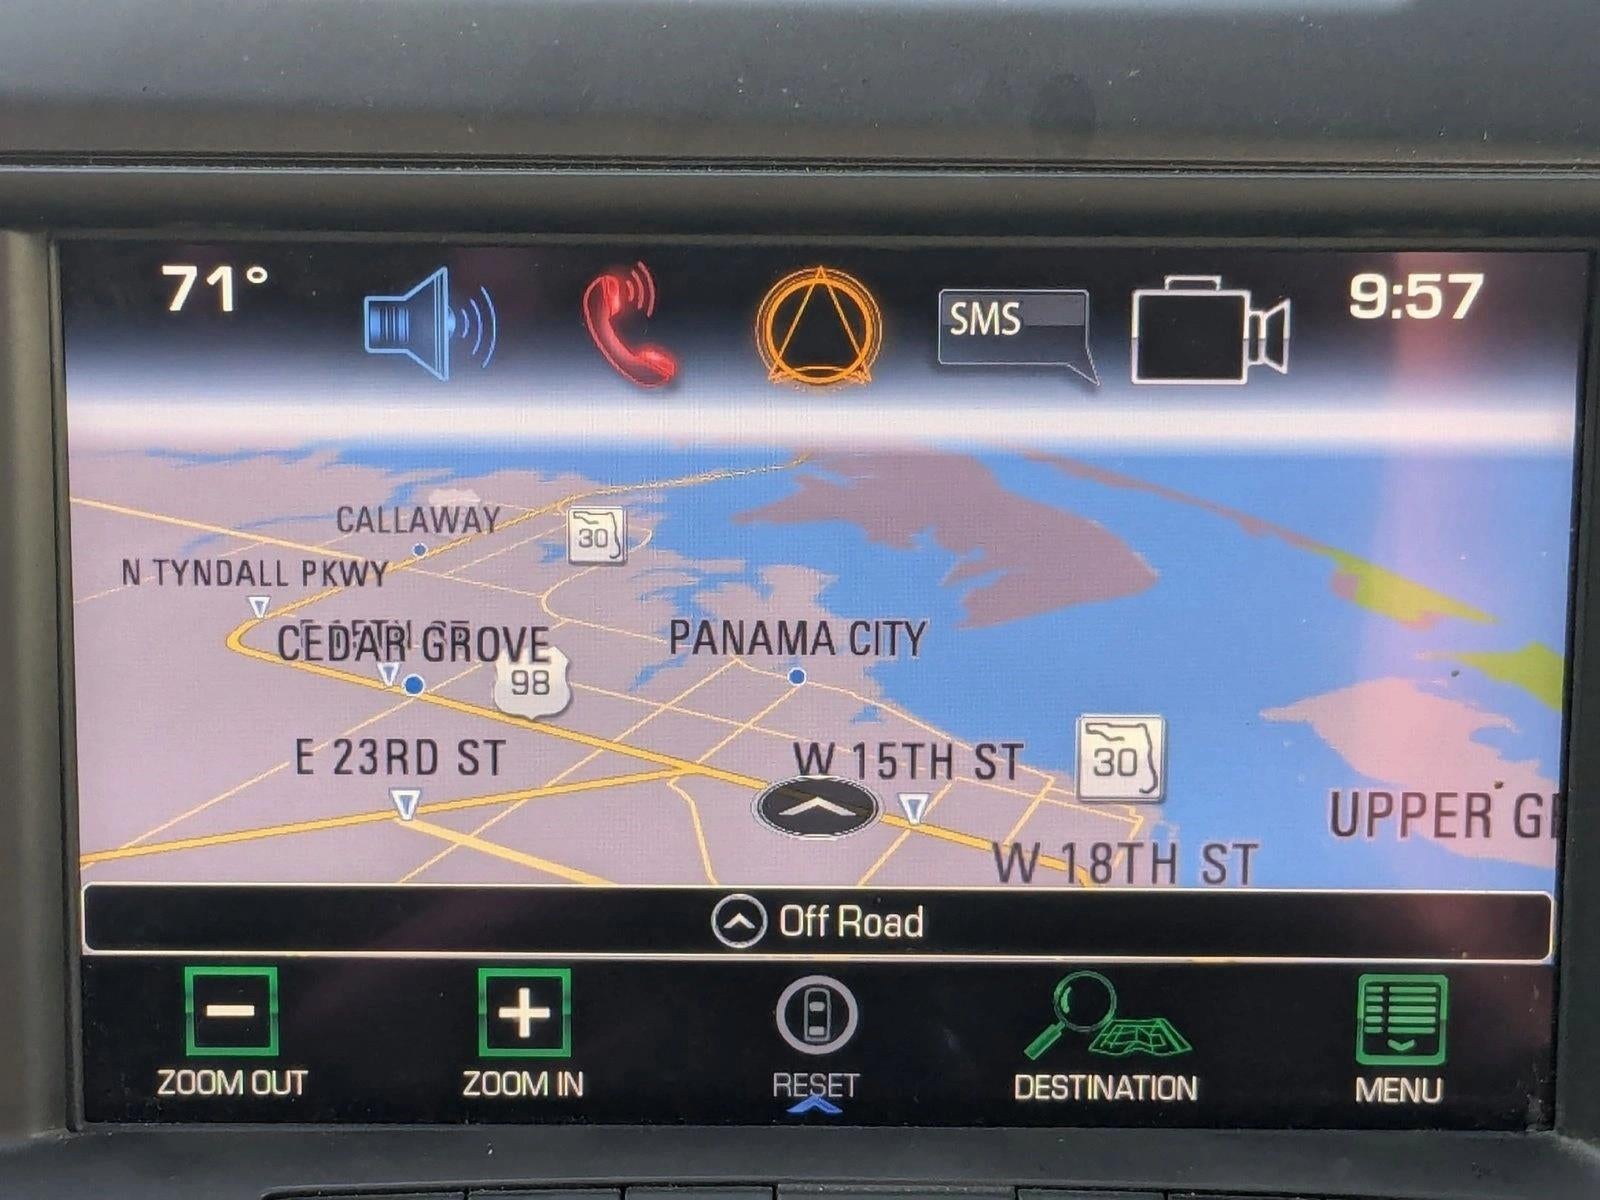 71°
SMS
9:57
CALLAWAY
30
N TYNDALL PKWY
CEDAR GROVE
PANAMA CITY
98
E 23RD ST
W 15TH ST
30
UPPER
W 18TH ST
Off Road
ZOOM OUT
ZOOM IN
RESET
DESTINATION
MENU